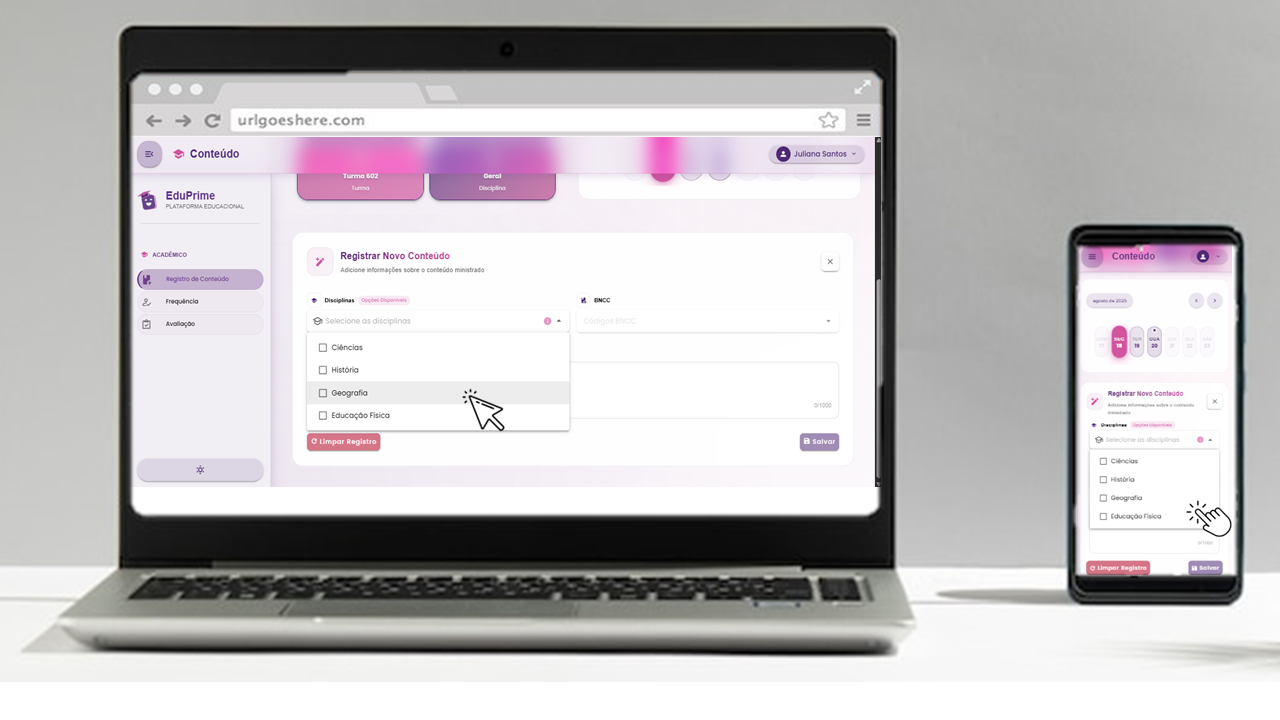 urlgoeshere.com
Conteúdo
Juliana Santos
EduPrime
PLATAFORMA EDUCACIONAL
ACADÊMICO
Registro de Conteúdo
Frequência
Avaliação
Turma 602
Turma
Geral
Disciplina
Registrar Novo Conteúdo
Adicione informações sobre o conteúdo ministrado
Disciplinas Opções Disponíveis
BNCC
Selecione as disciplinas
Códigos BNCC
Ciências
História
Geografia
Educação Física
0/1000
Limpar Registro
Salvar
Conteúdo
agosto de 2025
SEG
18
19
QUA
20
21
22
23
Registrar Novo Conteúdo
Adicione informações sobre o conteúdo
ministrado
Disciplinas Opções Disponíveis
Selecione as disciplinas
Ciências
História
Geografia
Educação Física
0/1000
Limpar Registro
Salvar